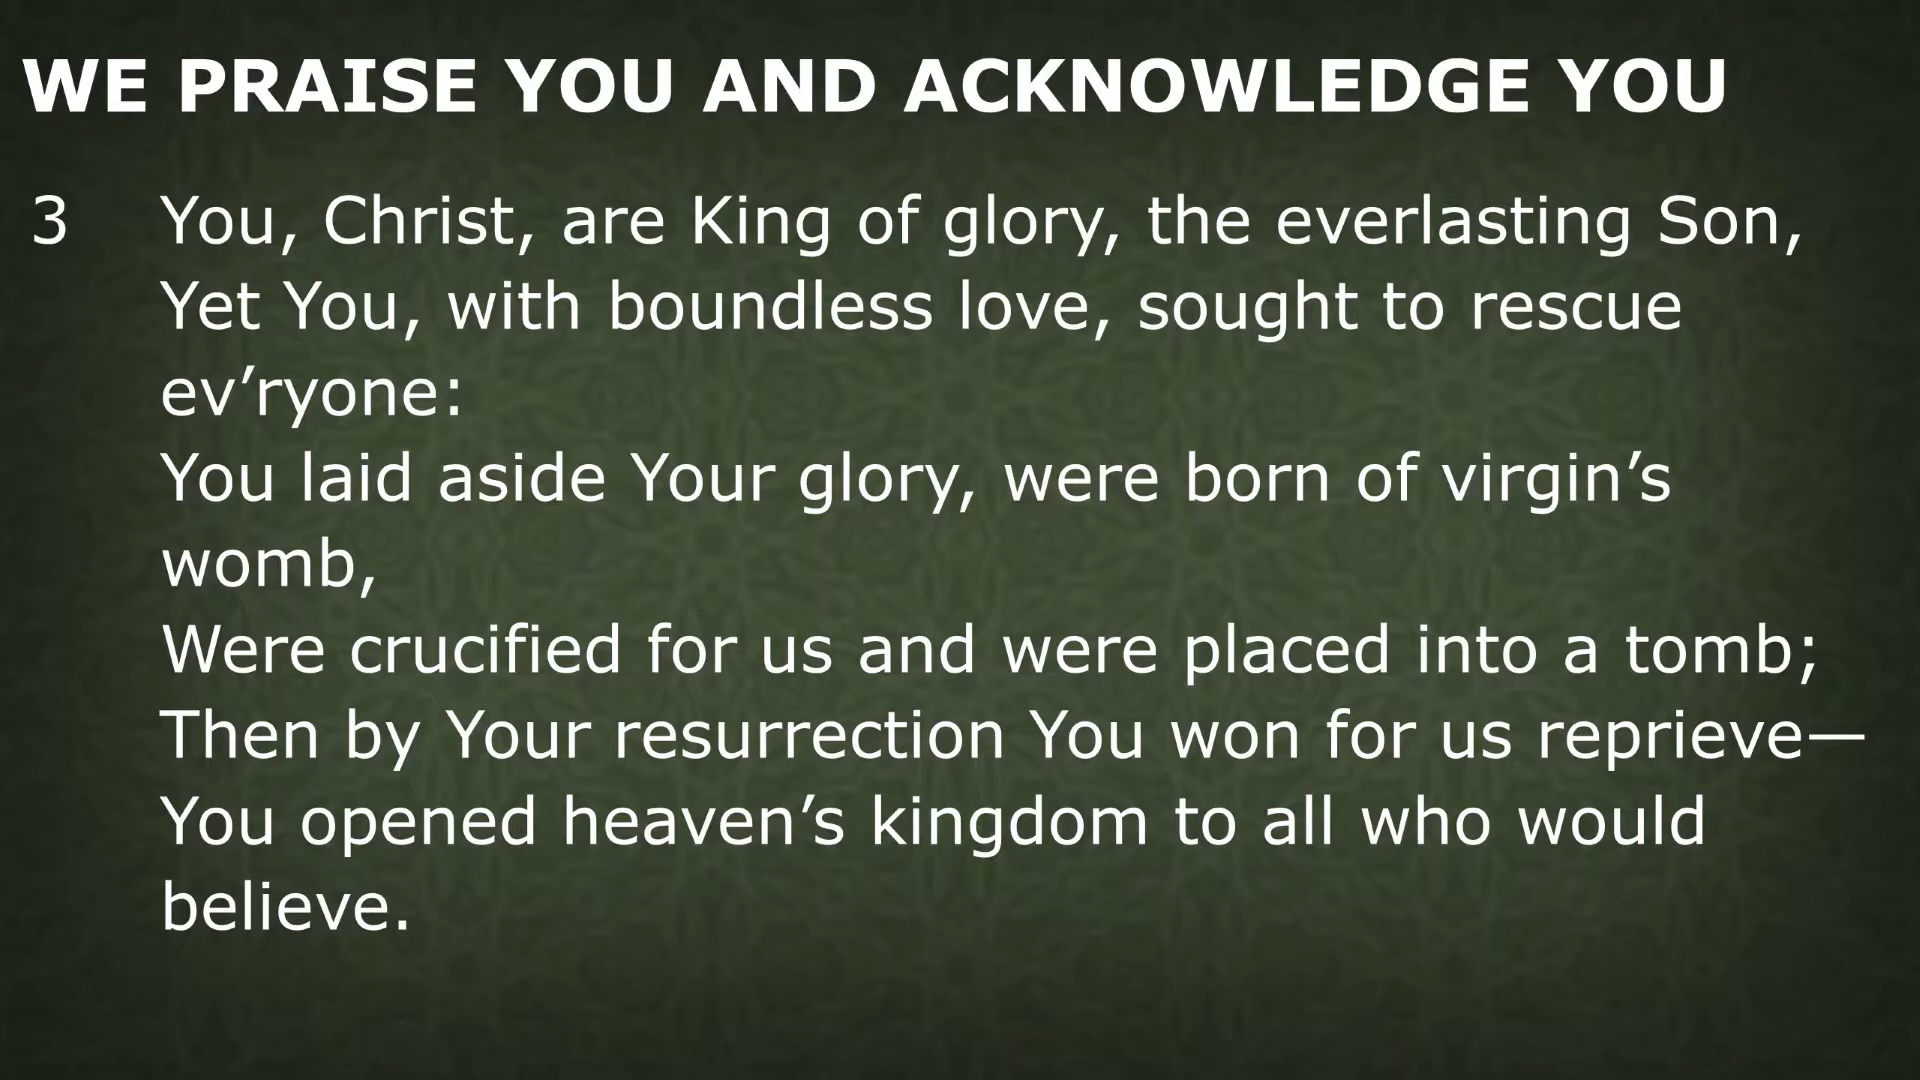 WE PRAISE YOU AND ACKNOWLEDGE YOU
3 You, Christ, are King of glory, the everlasting Son,
Yet You, with boundless love, sought to rescue
ev’ryone:
You laid aside Your glory, were born of virgin’s
womb,
Were crucified for us and were placed into a tomb;
Then by Your resurrection You won for us reprieve—
You opened heaven’s kingdom to all who would
believe.